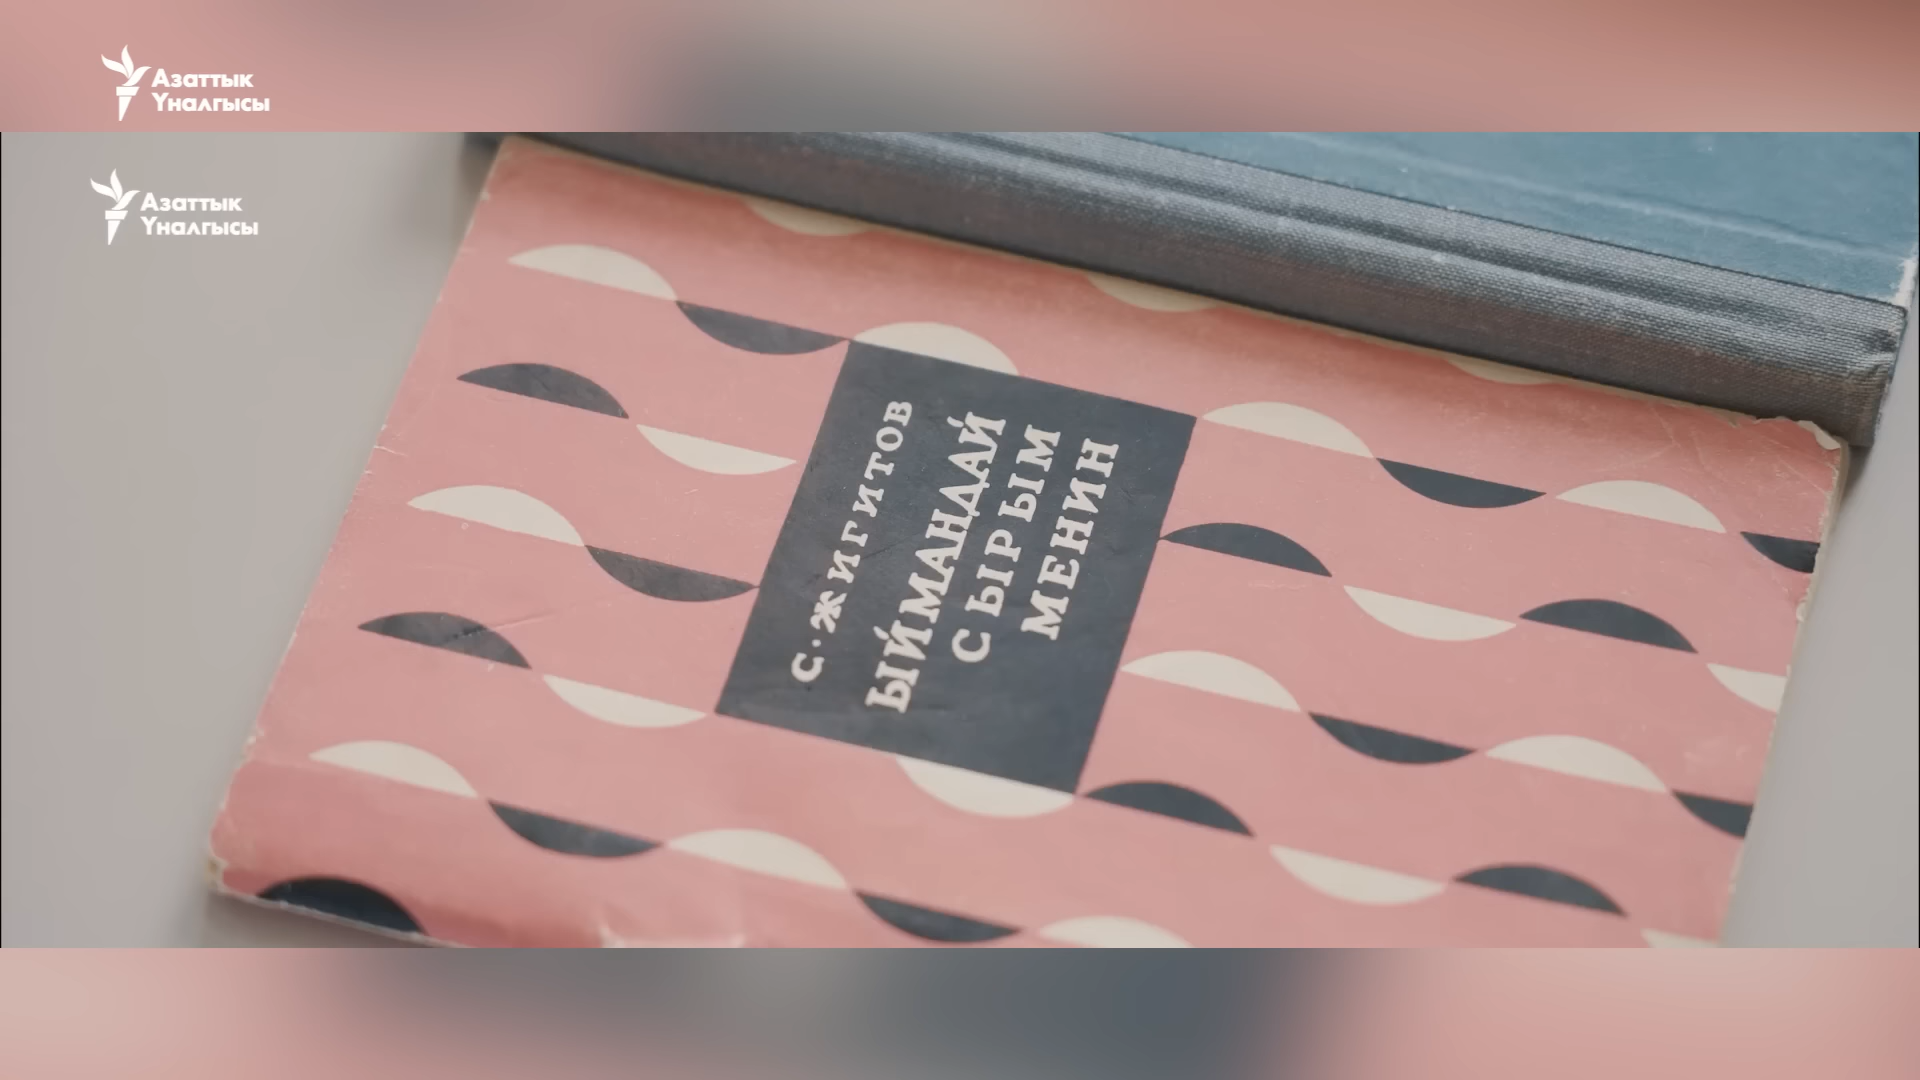 Азаттык
Үналгысы
Азаттык
Үналгысы
С. ЖИГИТОВ
ЫЙМАНДАЙ
СЫРЫМ
МЕНИН